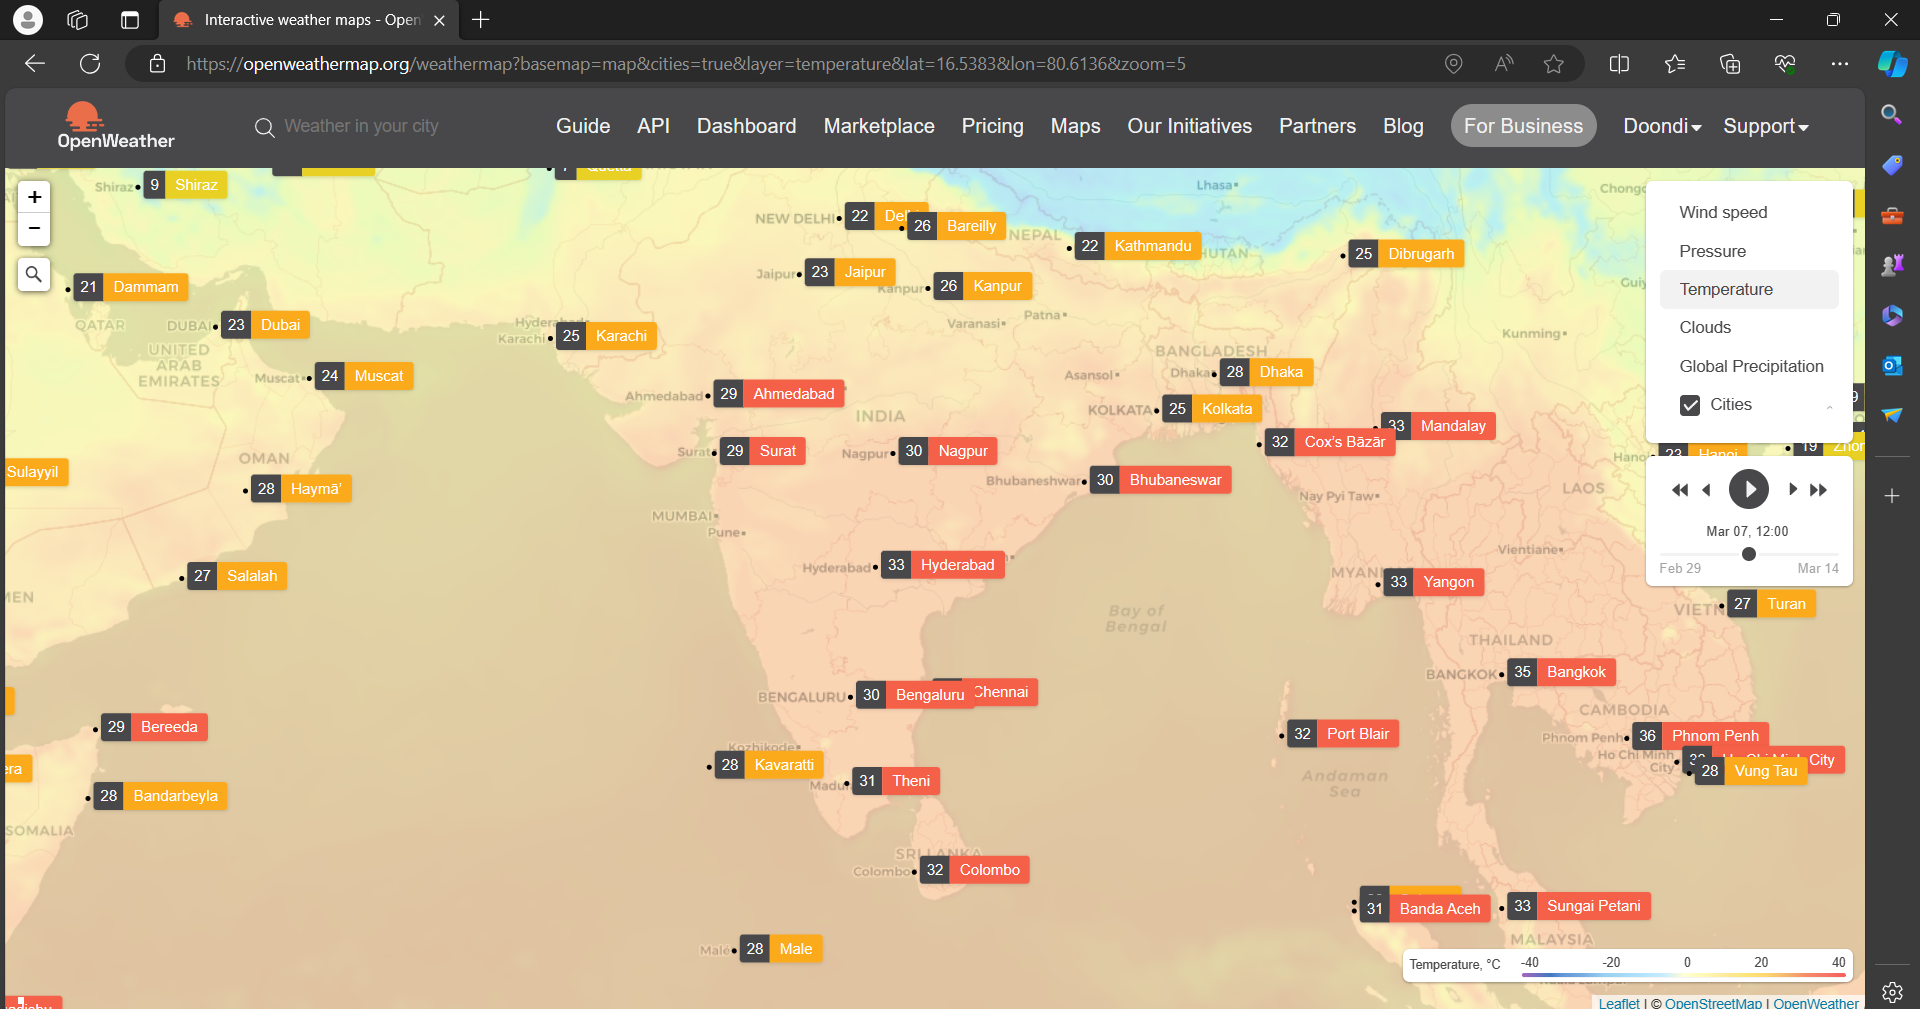 Interactive weather maps - Open
https://openweathermap.org/weathermap?basemap=map&cities=true&layer=temperature&lat=16.5383&lon=80.6136&zoom=5
OpenWeather
Weather in your city
Guide API Dashboard Marketplace Pricing Maps Our Initiatives Partners Blog For Business Doondi Support
+
−
Wind speed
Pressure
Temperature
Clouds
Global Precipitation
Cities
Mar 07, 12:00
Feb 29 Mar 14
Shiraz 9 Shiraz
Lhasa
NEW DELHI 22
26 Bareilly
NEPAL
22 Kathmandu
25 Dibrugarh
Jaipur 23 Jaipur
Kanpur 26 Kanpur
21 Dammam
QATAR
DUBAI 23 Dubai
Karachi 25 Karachi
Varanasi
Patna
Kunming
UNITED
ARAB
EMIRATES
Muscat 24 Muscat
BANGLADESH
Dhaka 28 Dhaka
Asansol
Ahmedabad 29 Ahmedabad
INDIA
KOLKATA 25 Kolkata
33 Mandalay
32 Cox's Bāzār
Surat 29 Surat
Nagpur 30 Nagpur
OMAN
Sulayyil
Bhubaneshwar 30 Bhubaneswar
28 Haymā'
Nay Pyi Taw
LAOS
MUMBAI
Pune
Hyderabad 33 Hyderabad
Vientiane
27 Salalah
33 Yangon
Bay of
Bengal
27 Turan
THAILAND
BANGKOK 35 Bangkok
BENGALURU 30 Bengaluru
Chennai
CAMBODIA
29 Bereeda
32 Port Blair
Phnom Penh 36 Phnom Penh
Ho Chi Minh
City
City
28 Vung Tau
Kozhikode
28 Kavaratti
31 Theni
Andaman
Sea
28 Bandarbeyla
SOMALIA
SRI LANKA
Colombo 32 Colombo
31 Banda Aceh
33 Sungai Petani
Malé 28 Male
MALAYSIA
Temperature, °C -40 -20 0 20 40
Leaflet | © OpenStreetMap | OpenWeather